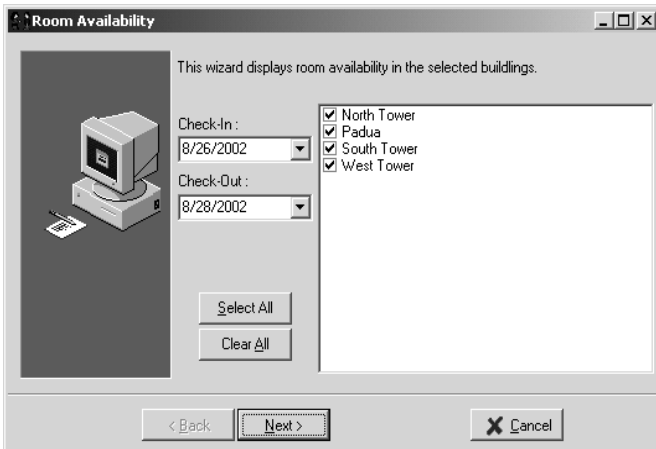 Room Availability
This wizard displays room availability in the selected buildlings.
Check-In :
8/26/2002
Check-Out :
8/28/2002
North Tower
Padua
South Tower
West Tower
Select All
Clear All
< Back
Next >
Cancel